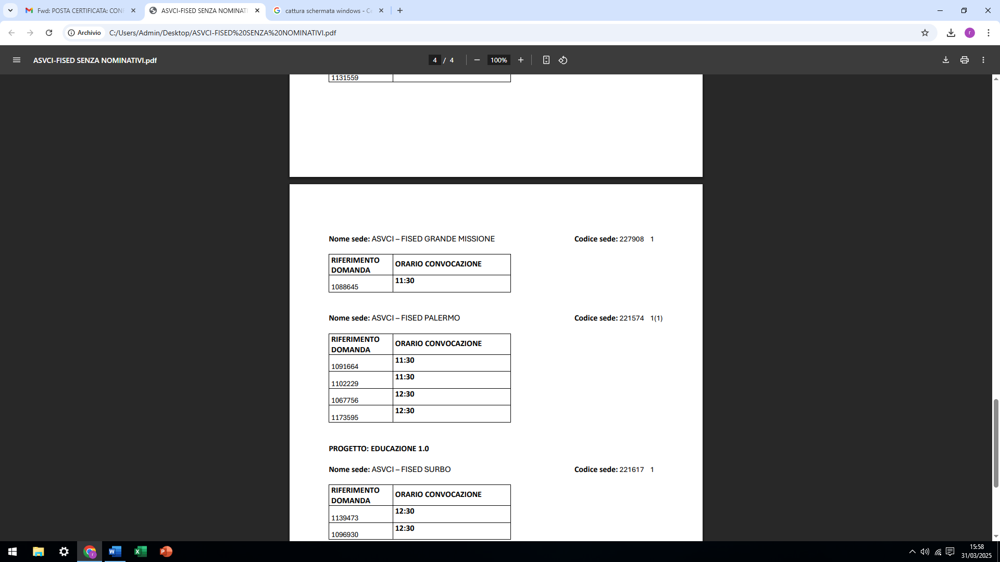 Fwd: POSTA CERTIFICATA: CON
ASVCI-FISED SENZA NOMINATI
cattura schermata windows - Ce
Archivio
C:/Users/Admin/Desktop/ASVCI-FISED%20SENZA%20NOMINATIVI.pdf
r
ASVCI-FISED SENZA NOMINATIVI.pdf
4 / 4
100%
1131559
Nome sede: ASVCI – FISED GRANDE MISSIONE
Codice sede: 227908 1
RIFERIMENTO
DOMANDA
ORARIO CONVOCAZIONE
1088645
11:30
Nome sede: ASVCI – FISED PALERMO
Codice sede: 221574 1(1)
RIFERIMENTO
DOMANDA
ORARIO CONVOCAZIONE
1091664
11:30
1102229
11:30
1067756
12:30
1173595
12:30
PROGETTO: EDUCAZIONE 1.0
Nome sede: ASVCI – FISED SURBO
Codice sede: 221617 1
RIFERIMENTO
DOMANDA
ORARIO CONVOCAZIONE
1139473
12:30
1096930
12:30
15:58
31/03/2025